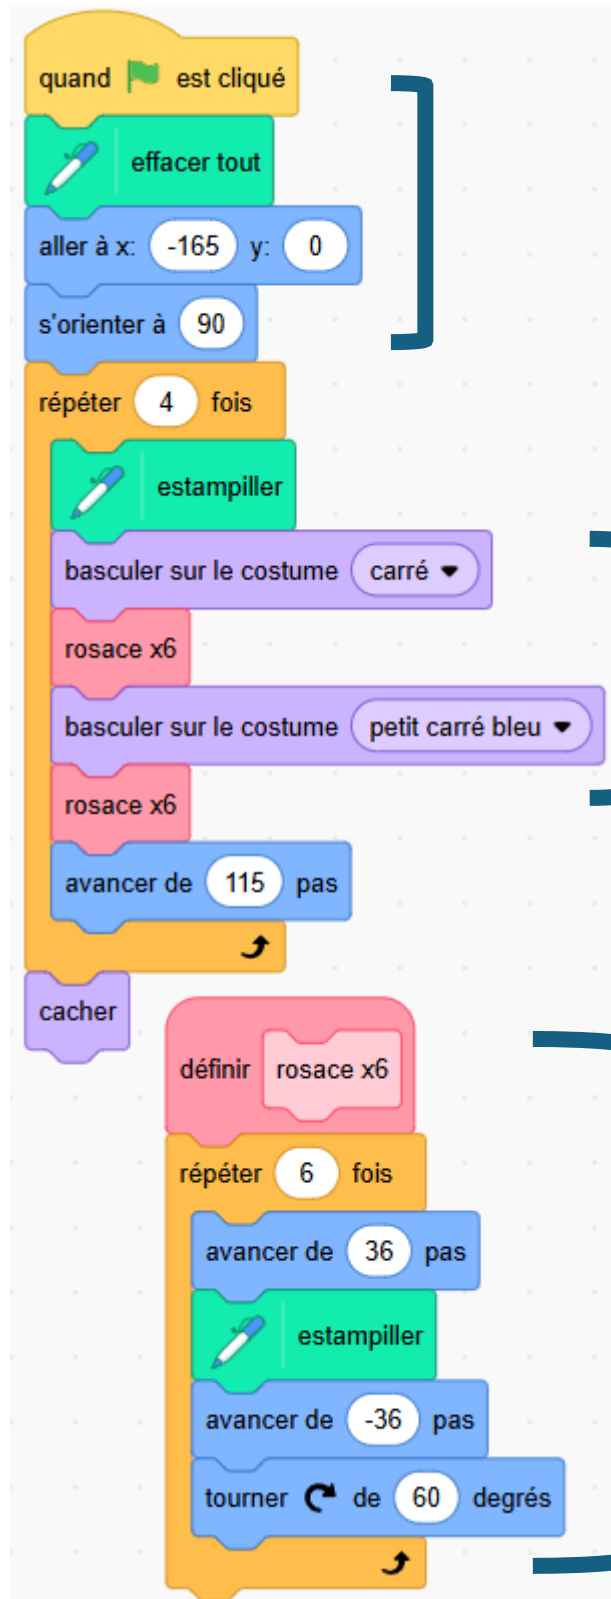 quand est cliqué
effacer tout
aller à x: -165 y: 0
s'orienter à 90
répéter 4 fois
estampiller
basculer sur le costume carré
rosace x6
basculer sur le costume petit carré bleu
rosace x6
avancer de 115 pas
cacher
définir rosace x6
répéter 6 fois
avancer de 36 pas
estampiller
avancer de -36 pas
tourner de 60 degrés